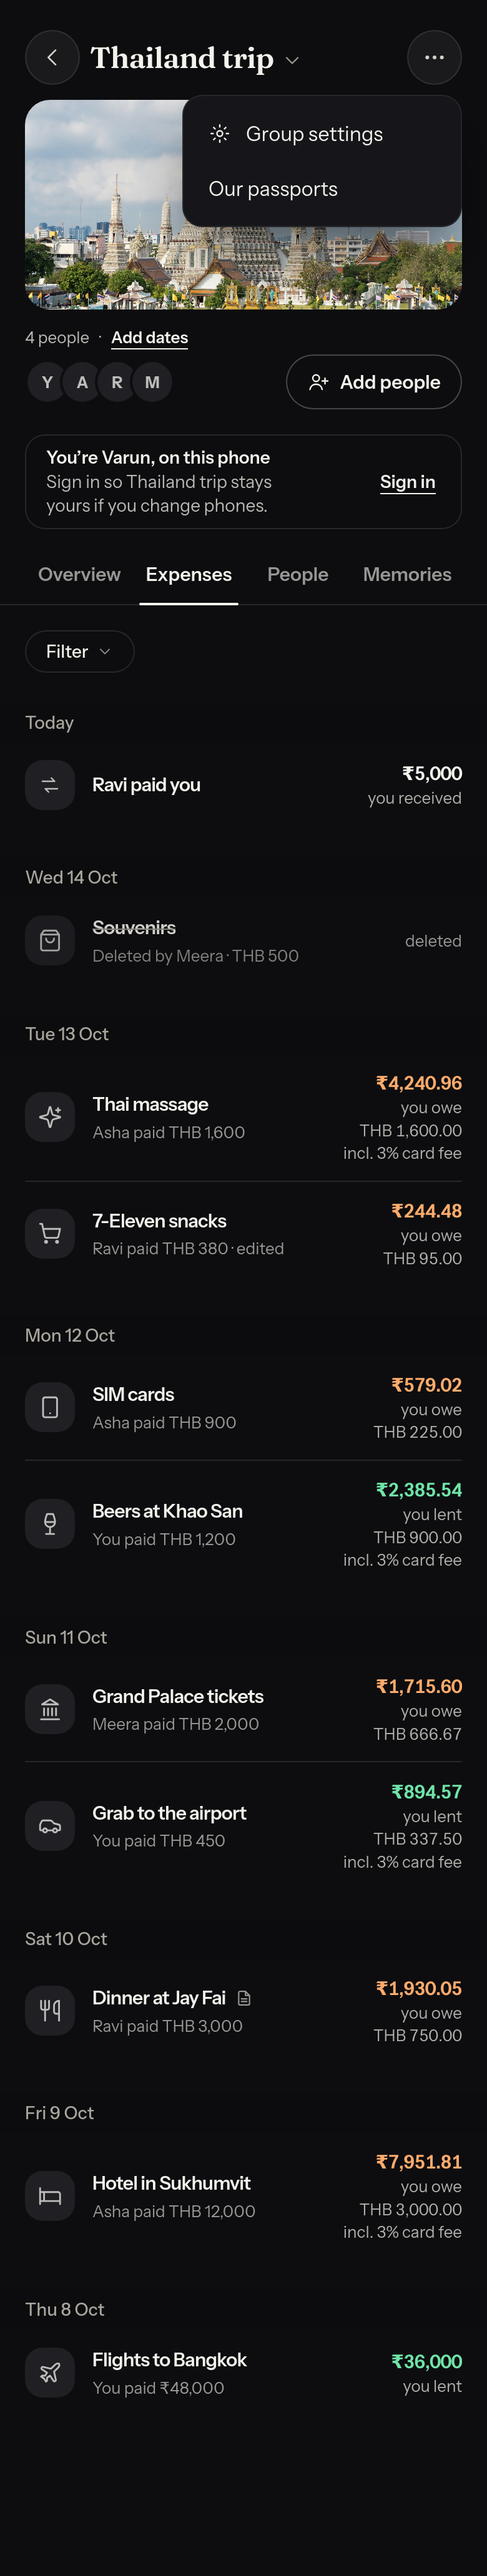 Thailand trip
Group settings
Our passports
4 people · Add dates
Y A R M
Add people
You’re Varun, on this phone
Sign in so Thailand trip stays
yours if you change phones.
Sign in
Overview Expenses People Memories
Filter
Today
Ravi paid you
₹5,000
you received
Wed 14 Oct
Souvenirs
Deleted by Meera · THB 500
deleted
Tue 13 Oct
Thai massage
Asha paid THB 1,600
₹4,240.96
you owe
THB 1,600.00
incl. 3% card fee
7-Eleven snacks
Ravi paid THB 380 · edited
₹244.48
you owe
THB 95.00
Mon 12 Oct
SIM cards
Asha paid THB 900
₹579.02
you owe
THB 225.00
Beers at Khao San
You paid THB 1,200
₹2,385.54
you lent
THB 900.00
incl. 3% card fee
Sun 11 Oct
Grand Palace tickets
Meera paid THB 2,000
₹1,715.60
you owe
THB 666.67
Grab to the airport
You paid THB 450
₹894.57
you lent
THB 337.50
incl. 3% card fee
Sat 10 Oct
Dinner at Jay Fai
Ravi paid THB 3,000
₹1,930.05
you owe
THB 750.00
Fri 9 Oct
Hotel in Sukhumvit
Asha paid THB 12,000
₹7,951.81
you owe
THB 3,000.00
incl. 3% card fee
Thu 8 Oct
Flights to Bangkok
You paid ₹48,000
₹36,000
you lent